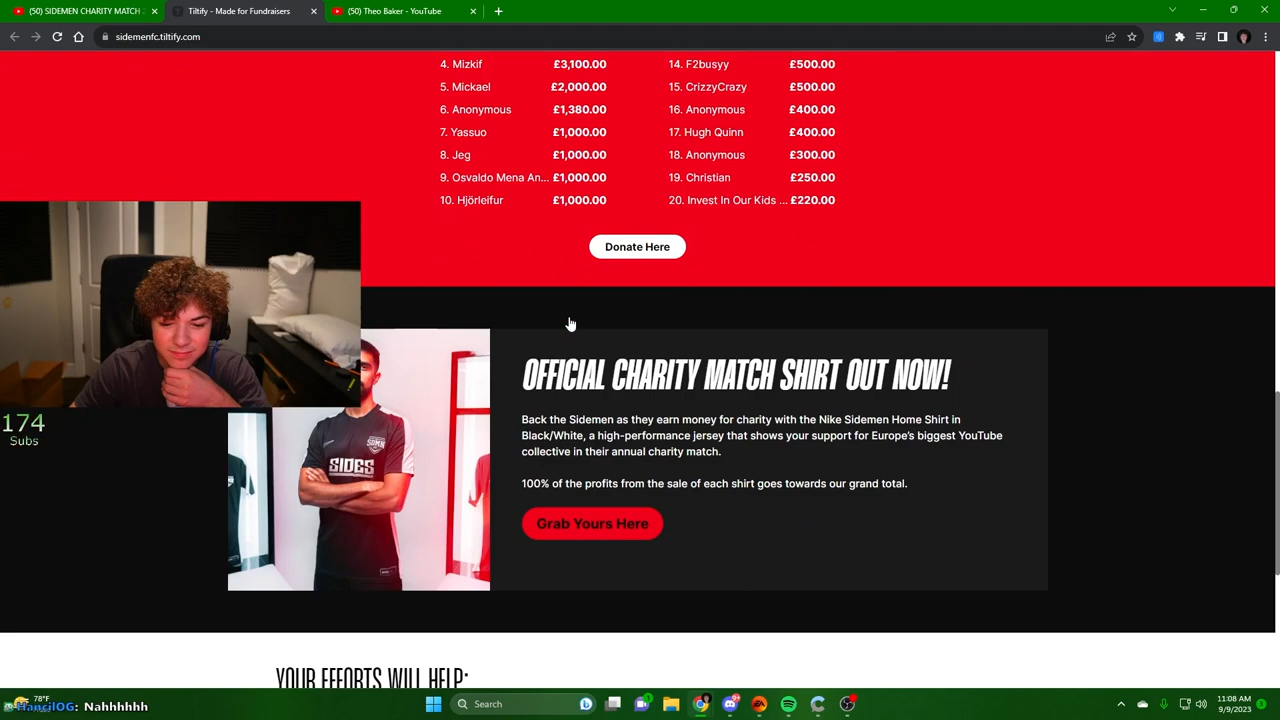 (50) SIDEMEN CHARITY MATCH 2
Tiltify - Made for Fundraisers
(50) Theo Baker - YouTube
sidemenfc.tiltify.com
4. Mizkif £3,100.00
5. Mickael £2,000.00
6. Anonymous £1,380.00
7. Yassuo £1,000.00
8. Jeg £1,000.00
9. Osvaldo Mena An... £1,000.00
10. Hjörleifur £1,000.00
14. F2busyy £500.00
15. CrizzyCrazy £500.00
16. Anonymous £400.00
17. Hugh Quinn £400.00
18. Anonymous £300.00
19. Christian £250.00
20. Invest In Our Kids ... £220.00
Donate Here
174
Subs
SDMN
SIDES
OFFICIAL CHARITY MATCH SHIRT OUT NOW!
Back the Sidemen as they earn money for charity with the Nike Sidemen Home Shirt in
Black/White, a high-performance jersey that shows your support for Europe's biggest YouTube
collective in their annual charity match.
100% of the profits from the sale of each shirt goes towards our grand total.
Grab Yours Here
YOUR EFFORTS WILL HELP:
78°F
Nahhhhhh
Search
11:08 AM
9/9/2023